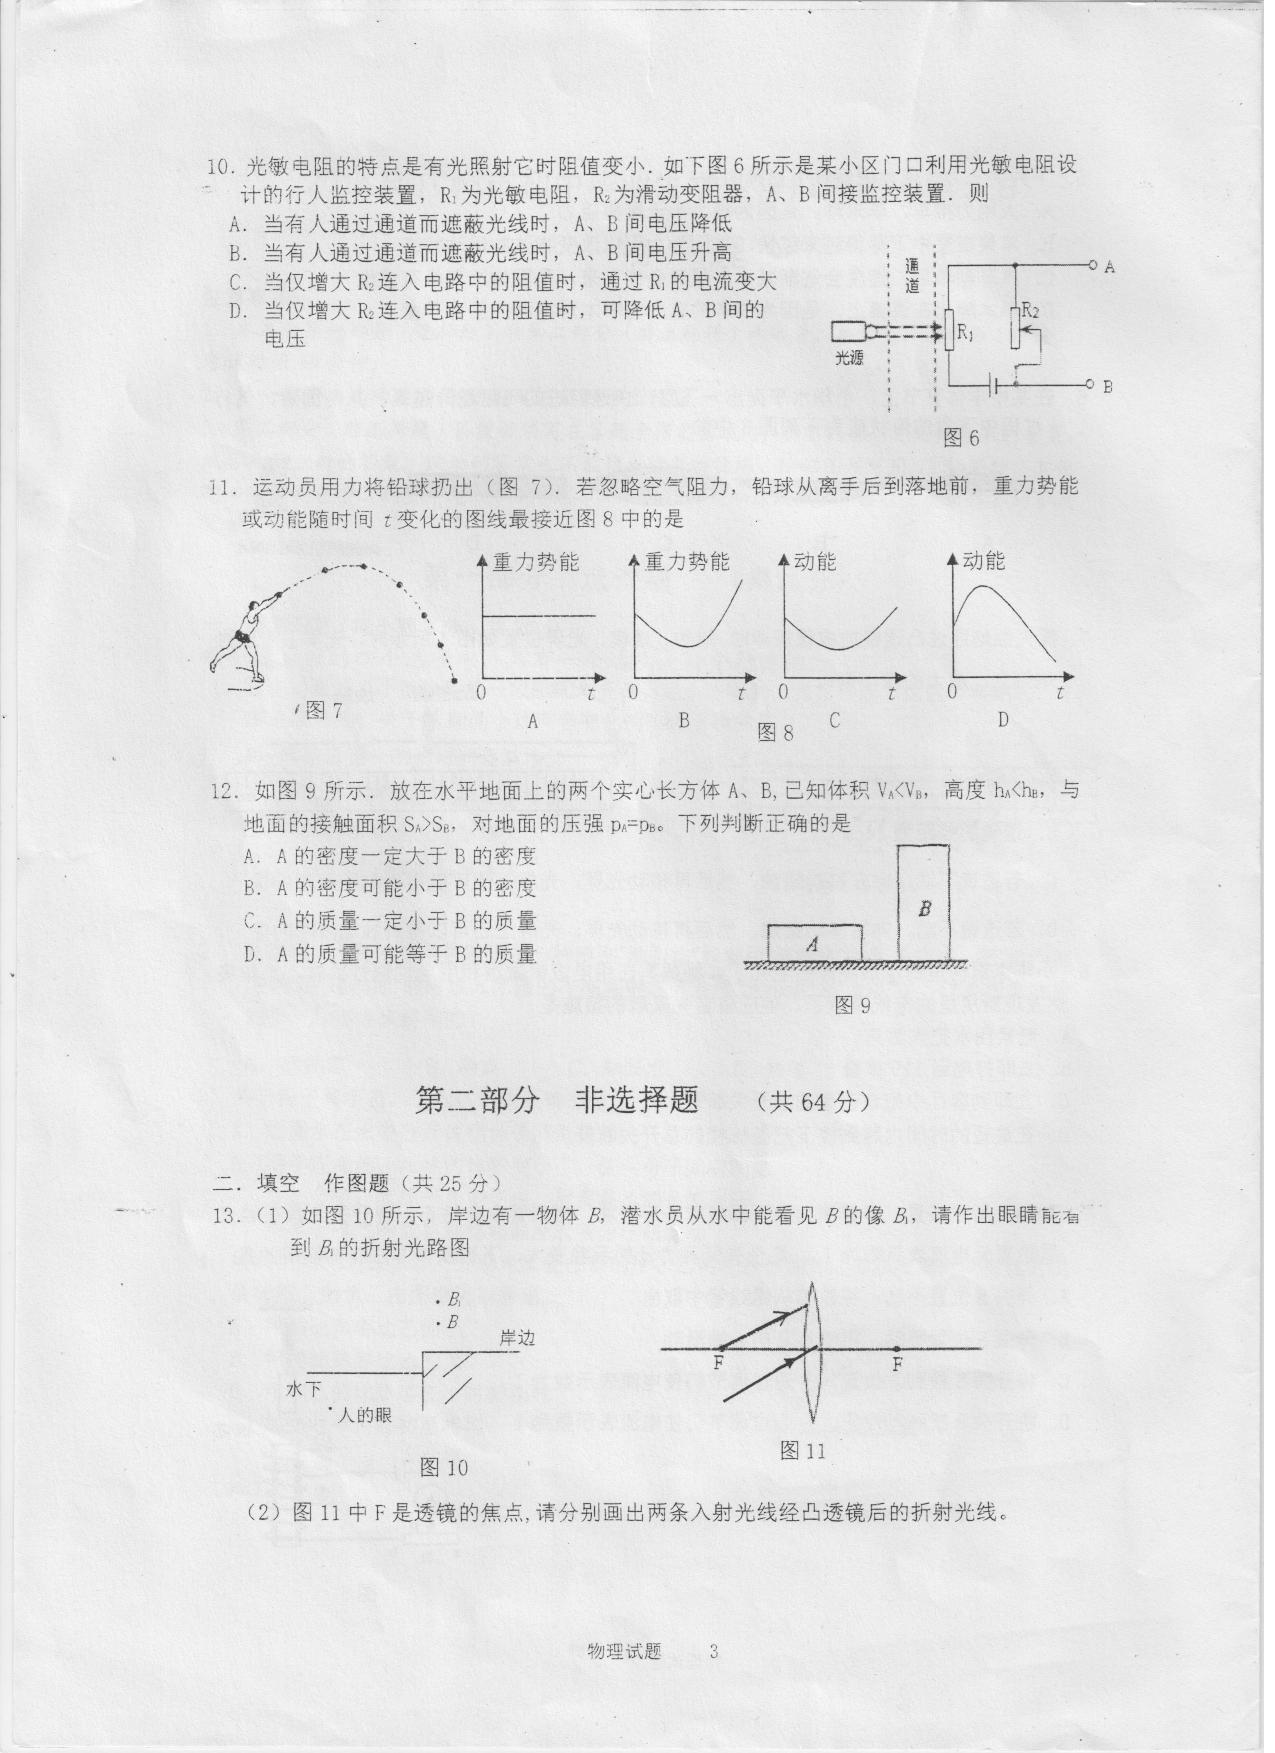 10. 光敏电阻的特点是有光照射它时阻值变小. 如下图 6 所示是某小区门口利用光敏电阻设
计的行人监控装置，R₁为光敏电阻，R₂为滑动变阻器，A、B 间接监控装置. 则
A. 当有人通过通道而遮蔽光线时，A、B 间电压降低
B. 当有人通过通道而遮蔽光线时，A、B 间电压升高
C. 当仅增大 R₂连入电路中的阻值时，通过 R₁的电流变大
D. 当仅增大 R₂连入电路中的阻值时，可降低 A、B 间的
电压
通道
A
R₁
R₂
光源
B
图 6
11. 运动员用力将铅球扔出（图 7）. 若忽略空气阻力，铅球从离手后到落地前，重力势能
或动能随时间 t 变化的图线最接近图 8 中的是
重力势能 重力势能 动能 动能
0 t 0 t 0 t 0 t
图 7
A B C D
图 8
12. 如图 9 所示. 放在水平地面上的两个实心长方体 A、B,已知体积 V_A<V_B，高度 h_A<h_B，与
地面的接触面积 S_A>S_B，对地面的压强 p_A=p_B。下列判断正确的是
A. A 的密度一定大于 B 的密度
B. A 的密度可能小于 B 的密度
C. A 的质量一定小于 B 的质量
D. A 的质量可能等于 B 的质量
A
B
图 9
第二部分 非选择题 （共 64 分）
二. 填空 作图题（共 25 分）
13.（1）如图 10 所示，岸边有一物体 B，潜水员从水中能看见 B 的像 B₁，请作出眼睛能看
到 B₁的折射光路图
B₁
B
岸边
水下
人的眼
图 10
F
F
图 11
（2）图 11 中 F 是透镜的焦点,请分别画出两条入射光线经凸透镜后的折射光线。
物理试题 3